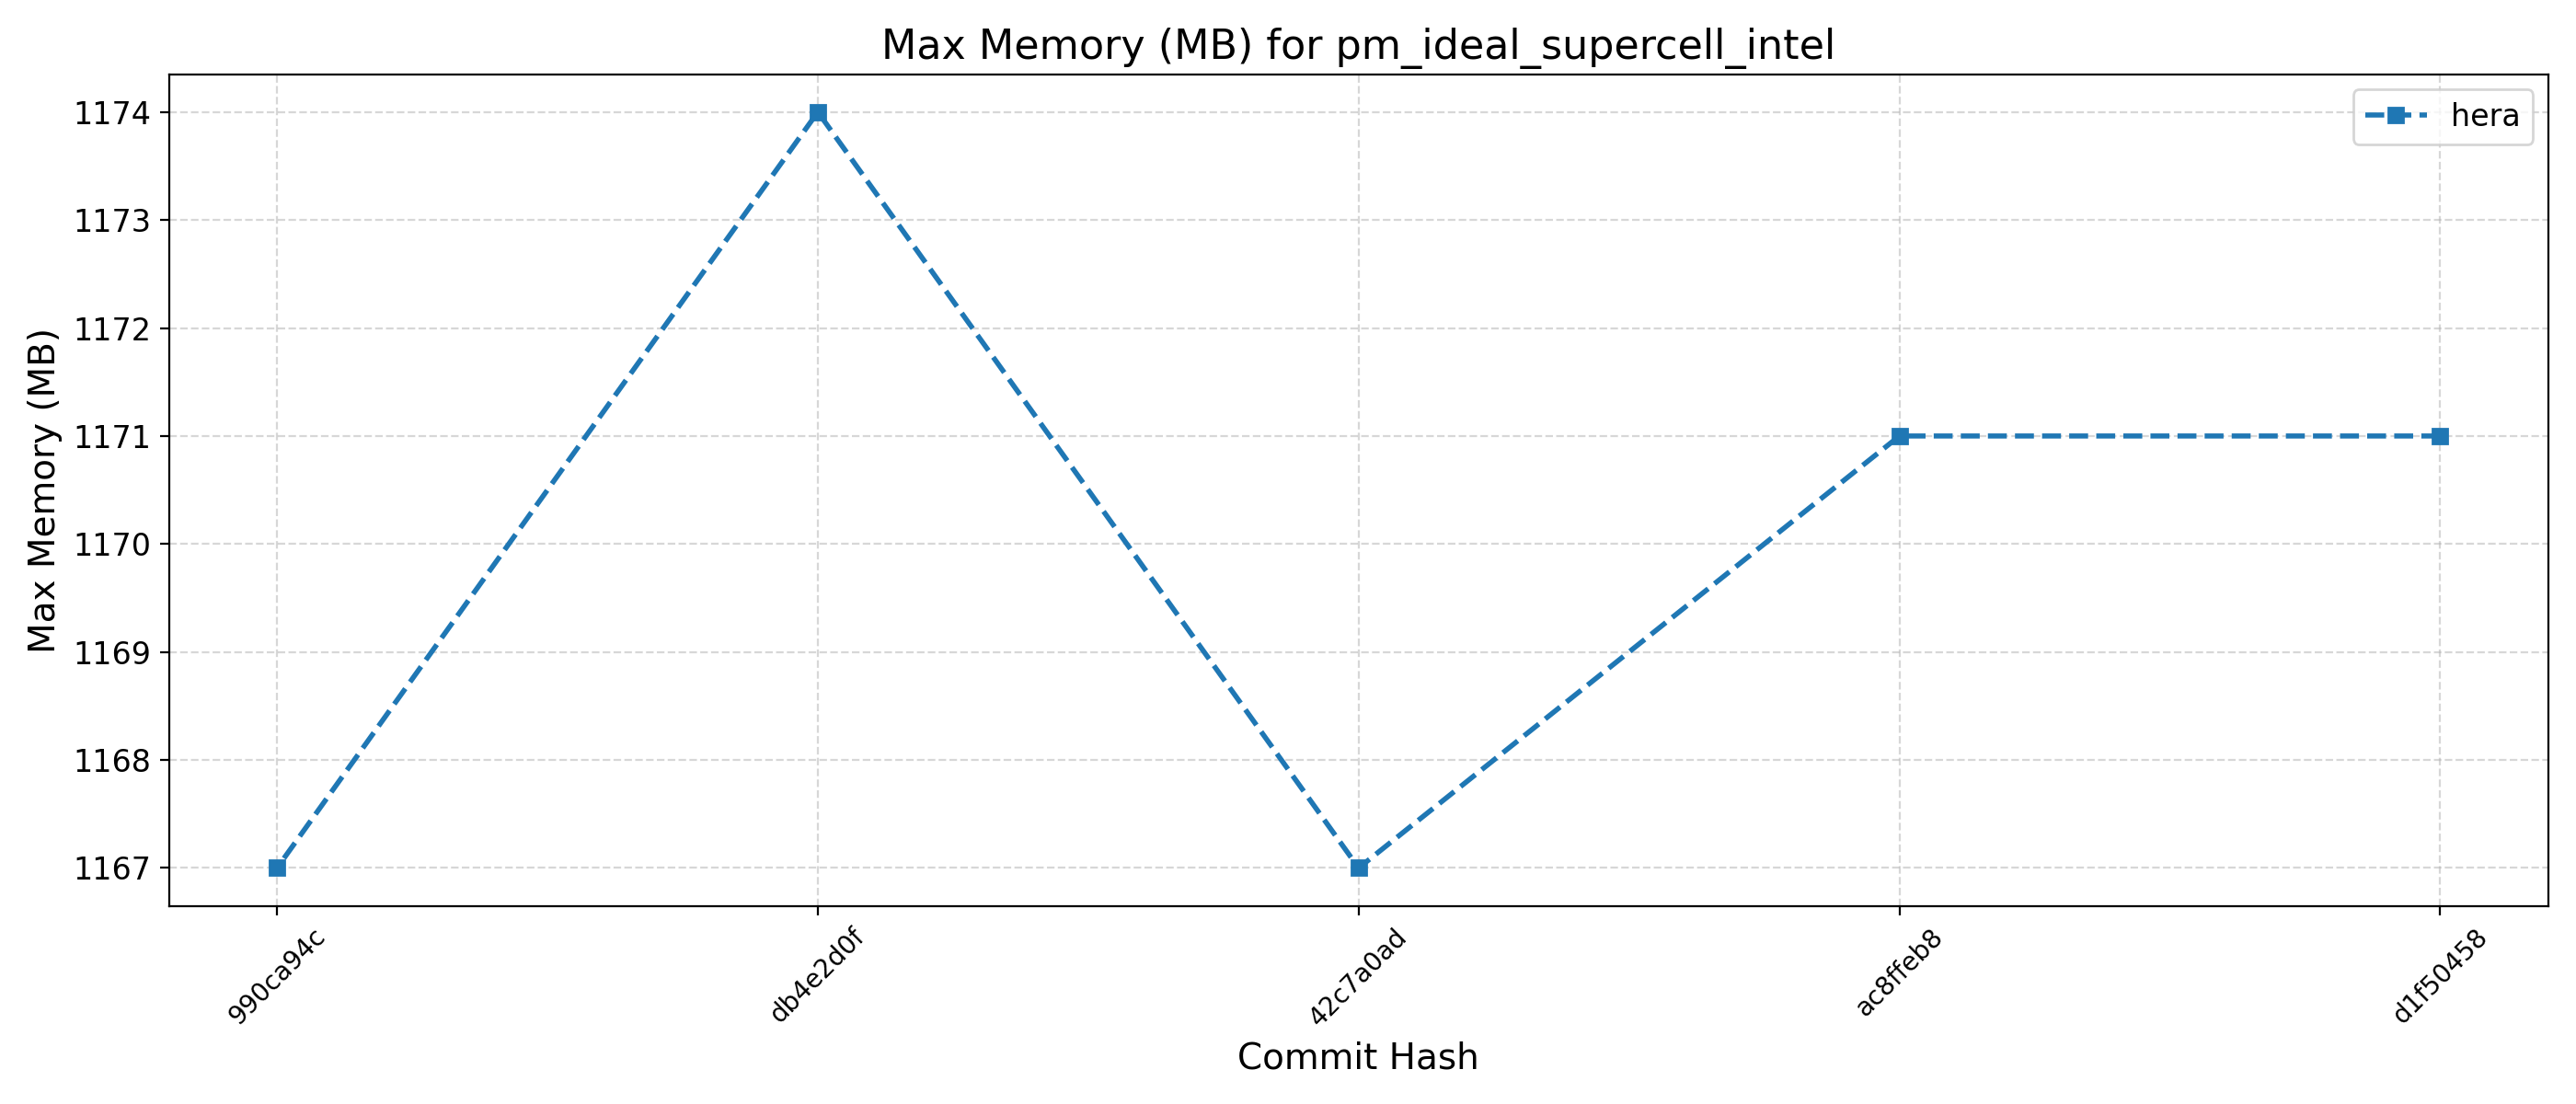 Max Memory (MB) for pm_ideal_supercell_intel
hera
Max Memory (MB)
1174
1173
1172
1171
1170
1169
1168
1167
990ca94c
db4e2d0f
42c7a0ad
ac8ffeb8
d1f50458
Commit Hash